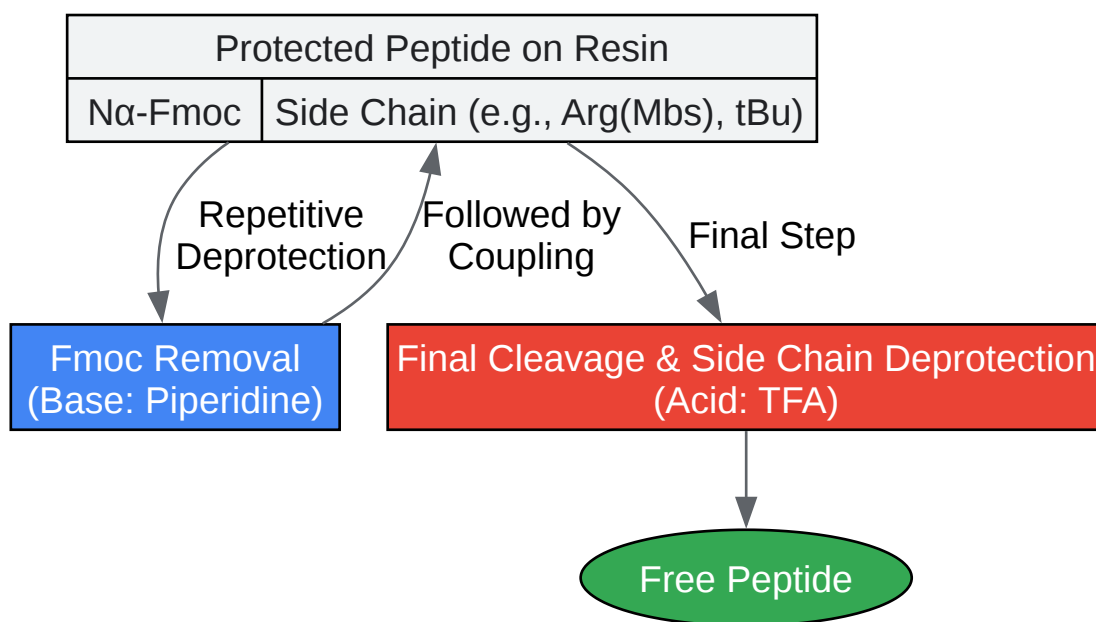 Protected Peptide on Resin
Nα-Fmoc
Side Chain (e.g., Arg(Mbs), tBu)
Repetitive
Deprotection
Followed by
Coupling
Final Step
Fmoc Removal
(Base: Piperidine)
Final Cleavage & Side Chain Deprotection
(Acid: TFA)
Free Peptide